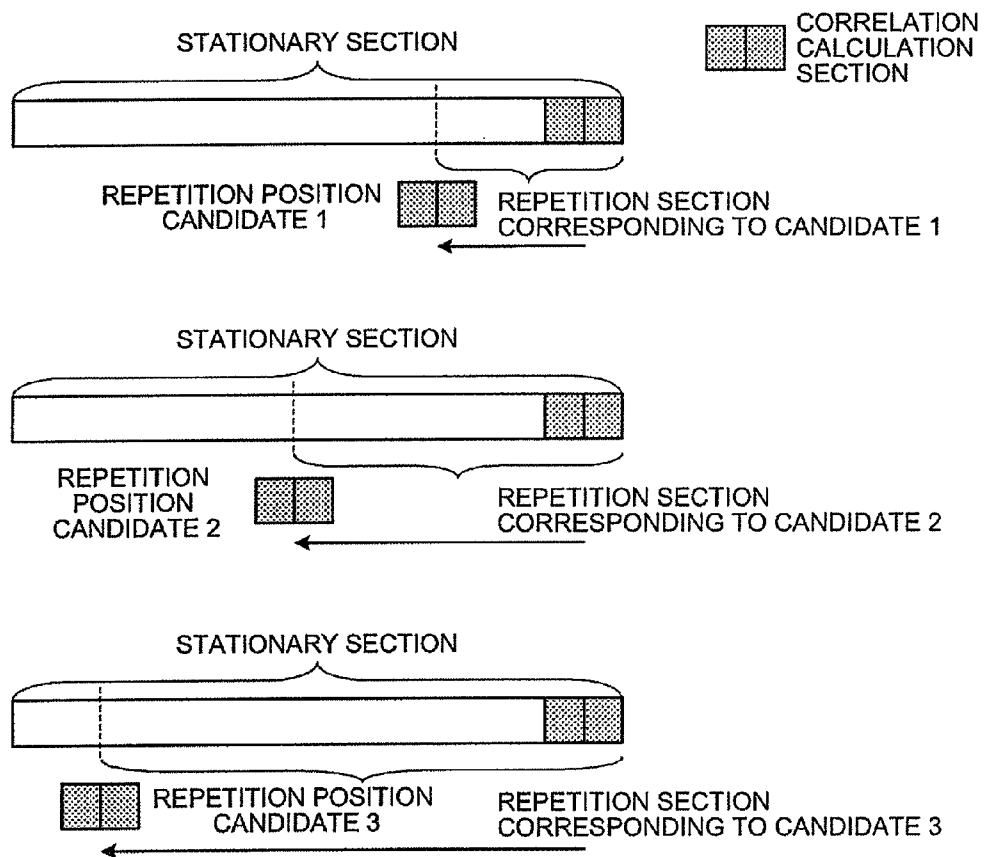 STATIONARY SECTION
CORRELATION
CALCULATION
SECTION
REPETITION POSITION
CANDIDATE 1
REPETITION SECTION
CORRESPONDING TO CANDIDATE 1
STATIONARY SECTION
REPETITION
POSITION
CANDIDATE 2
REPETITION SECTION
CORRESPONDING TO CANDIDATE 2
STATIONARY SECTION
REPETITION POSITION
CANDIDATE 3
REPETITION SECTION
CORRESPONDING TO CANDIDATE 3